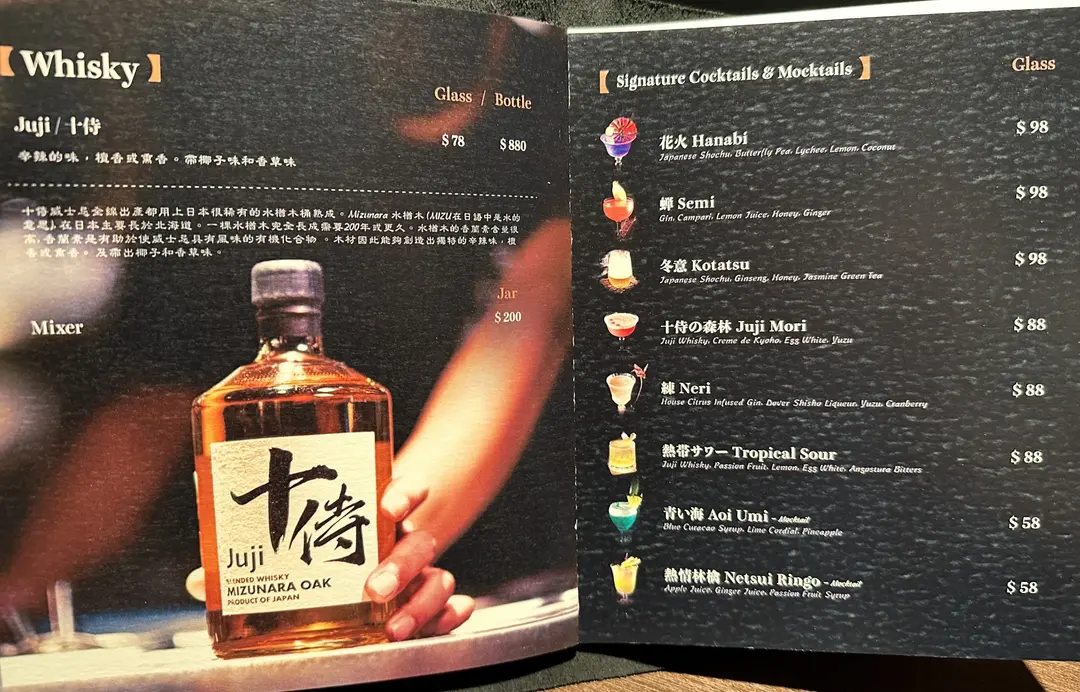 【 Whisky 】
Glass / Bottle
Juji / 十侍
$ 78 $ 880
辛辣的味，檀香或薰香。帶椰子味和香草味
十侍威士忌全線出產都用上日本很稀有的水楢木桶熟成。Mizunara 水楢木 (MIZU在日語中是水的
意思), 在日本主要長於北海道。一棵水楢木完全長成需要200年或更久。水楢木的香蘭素含量很
高, 香蘭素是有助於使威士忌具有風味的有機化合物 。木材因此能夠創造出獨特的辛辣味，檀
香或薰香。及帶出椰子和香草味。
Jar
Mixer $ 200
十侍
Juji
BLENDED WHISKY
MIZUNARA OAK
PRODUCT OF JAPAN
【 Signature Cocktails & Mocktails 】 Glass
花火 Hanabi $ 98
Japanese Shochu, Butterfly Pea, Lychee, Lemon, Coconut
蟬 Semi $ 98
Gin, Campari, Lemon Juice, Honey, Ginger
冬意 Kotatsu $ 98
Japanese Shochu, Ginseng, Honey, Jasmine Green Tea
十侍の森林 Juji Mori $ 88
Juji Whisky, Creme de Kyoho, Egg White, Yuzu
練 Neri $ 88
House Citrus Infused Gin, Dover Shisho Liqueur, Yuzu, Cranberry
熱帯サワー Tropical Sour $ 88
Juji Whisky, Passion Fruit, Lemon, Egg White, Angostura Bitters
青い海 Aoi Umi - Mocktail $ 58
Blue Curacao Syrup, Lime Cordial, Pineapple
熱情林檎 Netsui Ringo - Mocktail $ 58
Apple Juice, Ginger Juice, Passion Fruit Syrup